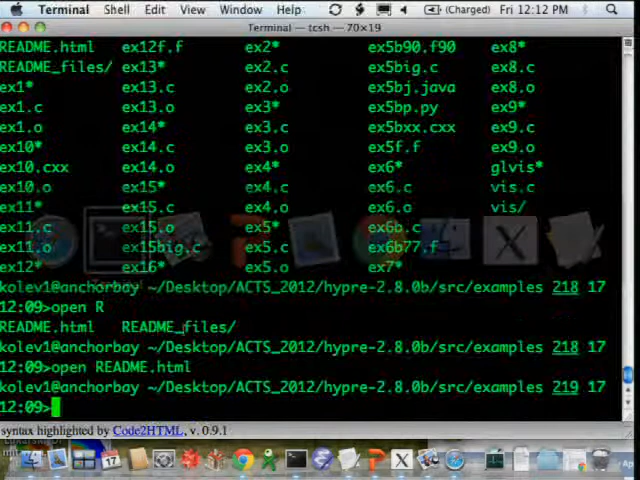 Terminal Shell Edit View Window Help (Charged) Fri 12:12 PM
Terminal — tcsh — 70×19
README.html ex12f.f ex2* ex5b90.f90 ex8*
README_files/ ex13* ex2.c ex5big.c ex8.c
ex1* ex13.c ex2.o ex5bj.java ex8.o
ex1.c ex13.o ex3* ex5bp.py ex9*
ex1.o ex14* ex3.c ex5bxx.cxx ex9.c
ex10* ex14.c ex3.o ex5f.f ex9.o
ex10.cxx ex14.o ex4* ex6* glvis*
ex10.o ex15* ex4.c ex6.c vis.c
ex11* ex15.c ex4.o ex6.o vis/
ex11.c ex15.o ex5* ex6b.c
ex11.o ex15big.c ex5.c ex6b77.f
ex12* ex16* ex5.o ex7*
kolev1@anchorbay ~/Desktop/ACTS_2012/hypre-2.8.0b/src/examples 218 17
12:09>open R
README.html README_files/
kolev1@anchorbay ~/Desktop/ACTS_2012/hypre-2.8.0b/src/examples 218 17
12:09>open README.html
kolev1@anchorbay ~/Desktop/ACTS_2012/hypre-2.8.0b/src/examples 219 17
12:09>
syntax highlighted by Code2HTML, v. 0.9.1